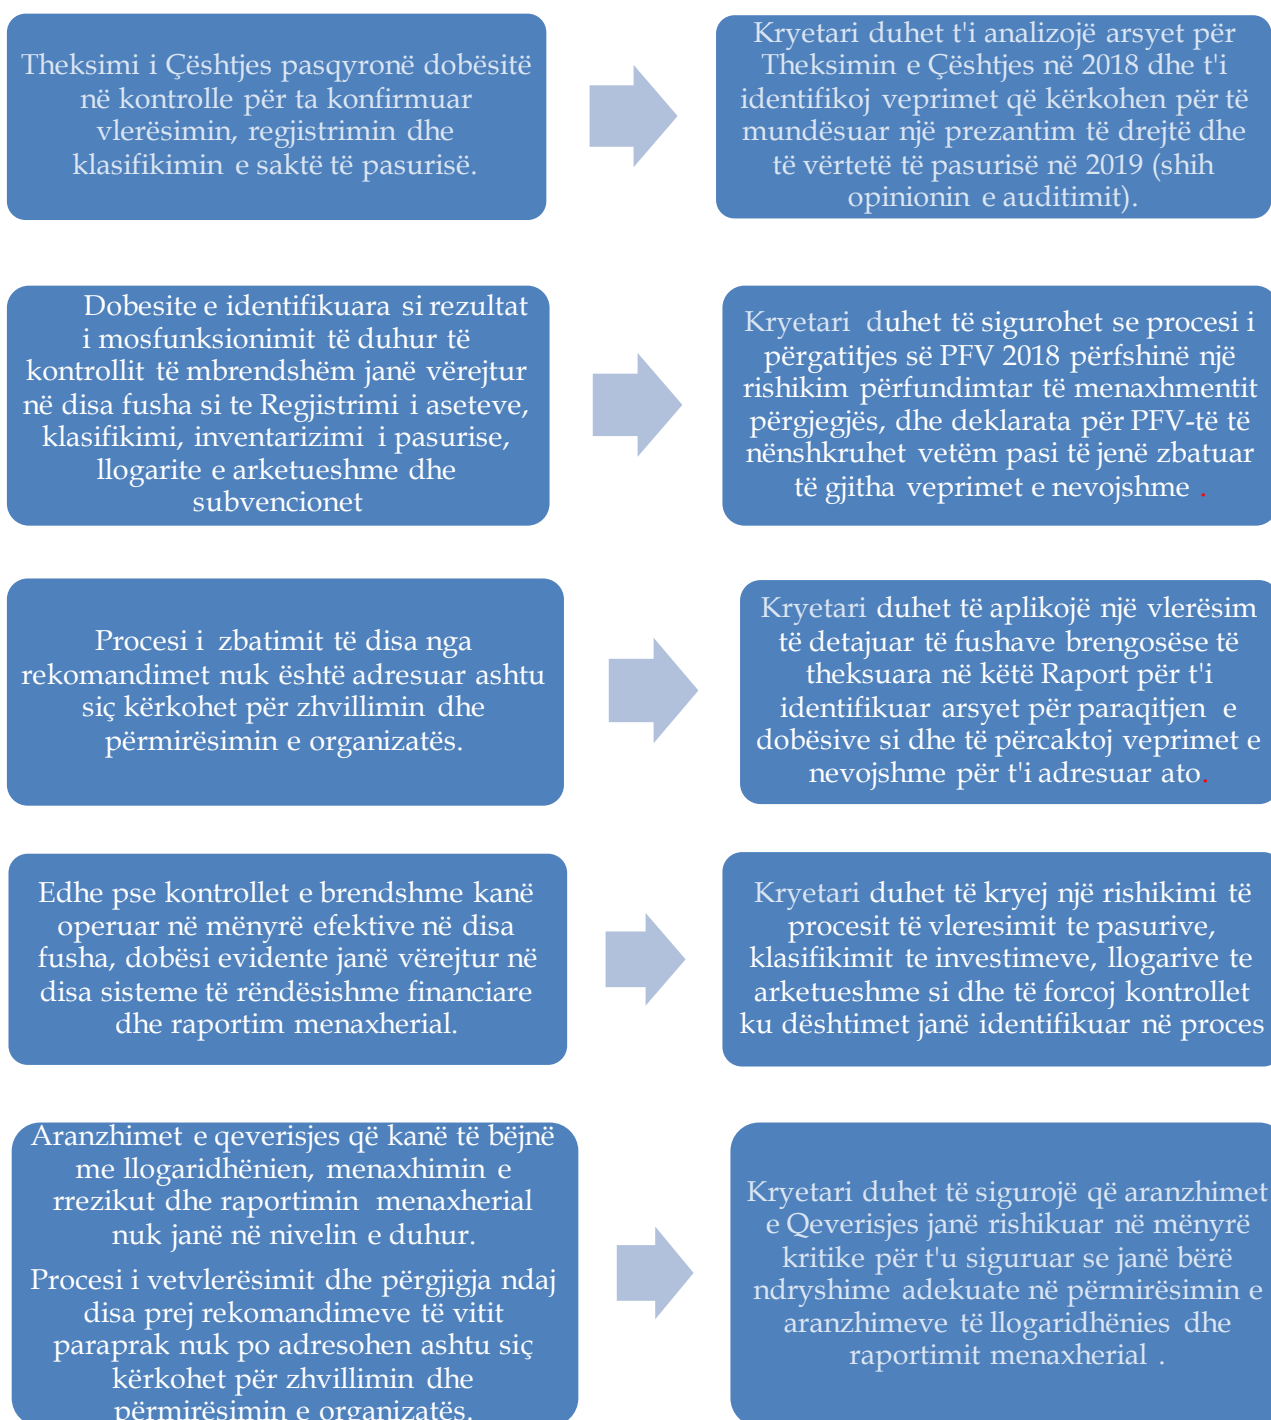 Theksimi i Çështjes pasqyronë dobësitë
në kontrolle për ta konfirmuar
vlerësimin, regjistrimin dhe
klasifikimin e saktë të pasurisë.
Kryetari duhet t'i analizojë arsyet për
Theksimin e Çështjes në 2018 dhe t'i
identifikoj veprimet që kërkohen për të
mundësuar një prezantim të drejtë dhe
të vërtetë të pasurisë në 2019 (shih
opinionin e auditimit).
Dobesite e identifikuara si rezultat
i mosfunksionimit të duhur të
kontrollit të mbrendshëm janë vërejtur
në disa fusha si te Regjistrimi i aseteve,
klasifikimi, inventarizimi i pasurise,
llogarite e arketueshme dhe
subvencionet
Kryetari duhet të sigurohet se procesi i
përgatitjes së PFV 2018 përfshinë një
rishikim përfundimtar të menaxhmentit
përgjegjës, dhe deklarata për PFV-të të
nënshkruhet vetëm pasi të jenë zbatuar
të gjitha veprimet e nevojshme .
Procesi i zbatimit të disa nga
rekomandimet nuk është adresuar ashtu
siç kërkohet për zhvillimin dhe
përmirësimin e organizatës.
Kryetari duhet të aplikojë një vlerësim
të detajuar të fushave brengosëse të
theksuara në këtë Raport për t'i
identifikuar arsyet për paraqitjen e
dobësive si dhe të përcaktoj veprimet e
nevojshme për t'i adresuar ato.
Edhe pse kontrollet e brendshme kanë
operuar në mënyrë efektive në disa
fusha, dobësi evidente janë vërejtur në
disa sisteme të rëndësishme financiare
dhe raportim menaxherial.
Kryetari duhet të kryej një rishikimi të
procesit të vleresimit te pasurive,
klasifikimit te investimeve, llogarive te
arketueshme si dhe të forcoj kontrollet
ku dështimet janë identifikuar në proces
Aranzhimet e qeverisjes që kanë të bëjnë
me llogaridhënien, menaxhimin e
rrezikut dhe raportimin menaxherial
nuk janë në nivelin e duhur.
Procesi i vetvlerësimit dhe përgjigja ndaj
disa prej rekomandimeve të vitit
paraprak nuk po adresohen ashtu siç
kërkohet për zhvillimin dhe
përmirësimin e organizatës.
Kryetari duhet të sigurojë që aranzhimet
e Qeverisjes janë rishikuar në mënyrë
kritike për t'u siguruar se janë bërë
ndryshime adekuate në përmirësimin e
aranzhimeve të llogaridhënies dhe
raportimit menaxherial .